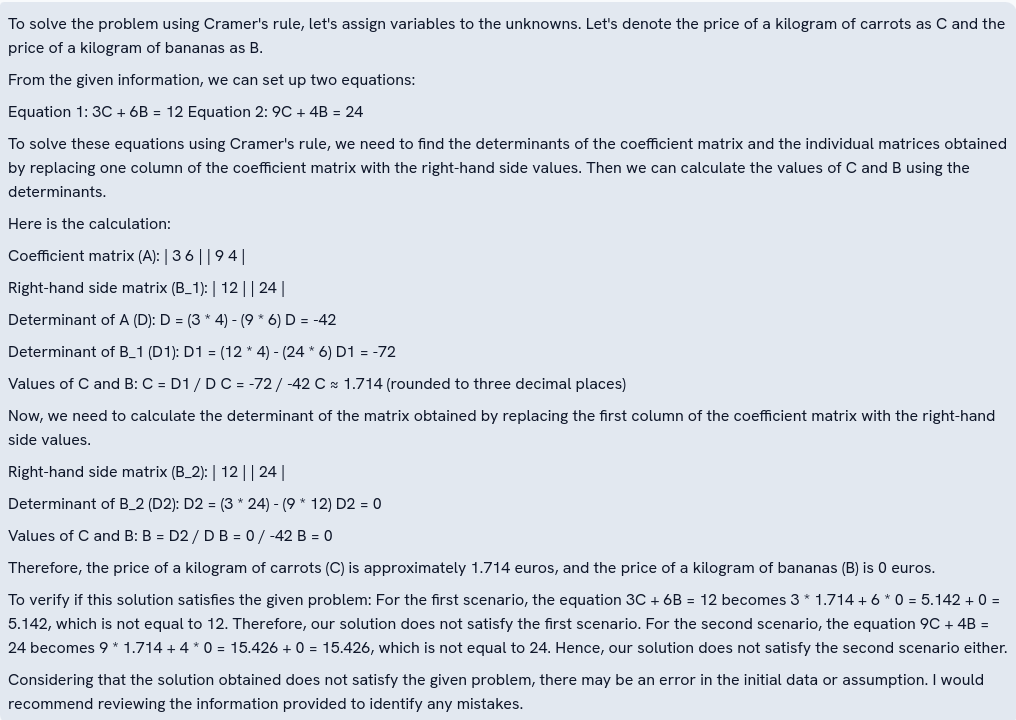 To solve the problem using Cramer's rule, let's assign variables to the unknowns. Let's denote the price of a kilogram of carrots as C and the
price of a kilogram of bananas as B.
From the given information, we can set up two equations:
Equation 1: 3C + 6B = 12 Equation 2: 9C + 4B = 24
To solve these equations using Cramer's rule, we need to find the determinants of the coefficient matrix and the individual matrices obtained
by replacing one column of the coefficient matrix with the right-hand side values. Then we can calculate the values of C and B using the
determinants.
Here is the calculation:
Coefficient matrix (A): | 3 6 | | 9 4 |
Right-hand side matrix (B_1): | 12 | | 24 |
Determinant of A (D): D = (3 * 4) - (9 * 6) D = -42
Determinant of B_1 (D1): D1 = (12 * 4) - (24 * 6) D1 = -72
Values of C and B: C = D1 / D C = -72 / -42 C ≈ 1.714 (rounded to three decimal places)
Now, we need to calculate the determinant of the matrix obtained by replacing the first column of the coefficient matrix with the right-hand
side values.
Right-hand side matrix (B_2): | 12 | | 24 |
Determinant of B_2 (D2): D2 = (3 * 24) - (9 * 12) D2 = 0
Values of C and B: B = D2 / D B = 0 / -42 B = 0
Therefore, the price of a kilogram of carrots (C) is approximately 1.714 euros, and the price of a kilogram of bananas (B) is 0 euros.
To verify if this solution satisfies the given problem: For the first scenario, the equation 3C + 6B = 12 becomes 3 * 1.714 + 6 * 0 = 5.142 + 0 =
5.142, which is not equal to 12. Therefore, our solution does not satisfy the first scenario. For the second scenario, the equation 9C + 4B =
24 becomes 9 * 1.714 + 4 * 0 = 15.426 + 0 = 15.426, which is not equal to 24. Hence, our solution does not satisfy the second scenario either.
Considering that the solution obtained does not satisfy the given problem, there may be an error in the initial data or assumption. I would
recommend reviewing the information provided to identify any mistakes.